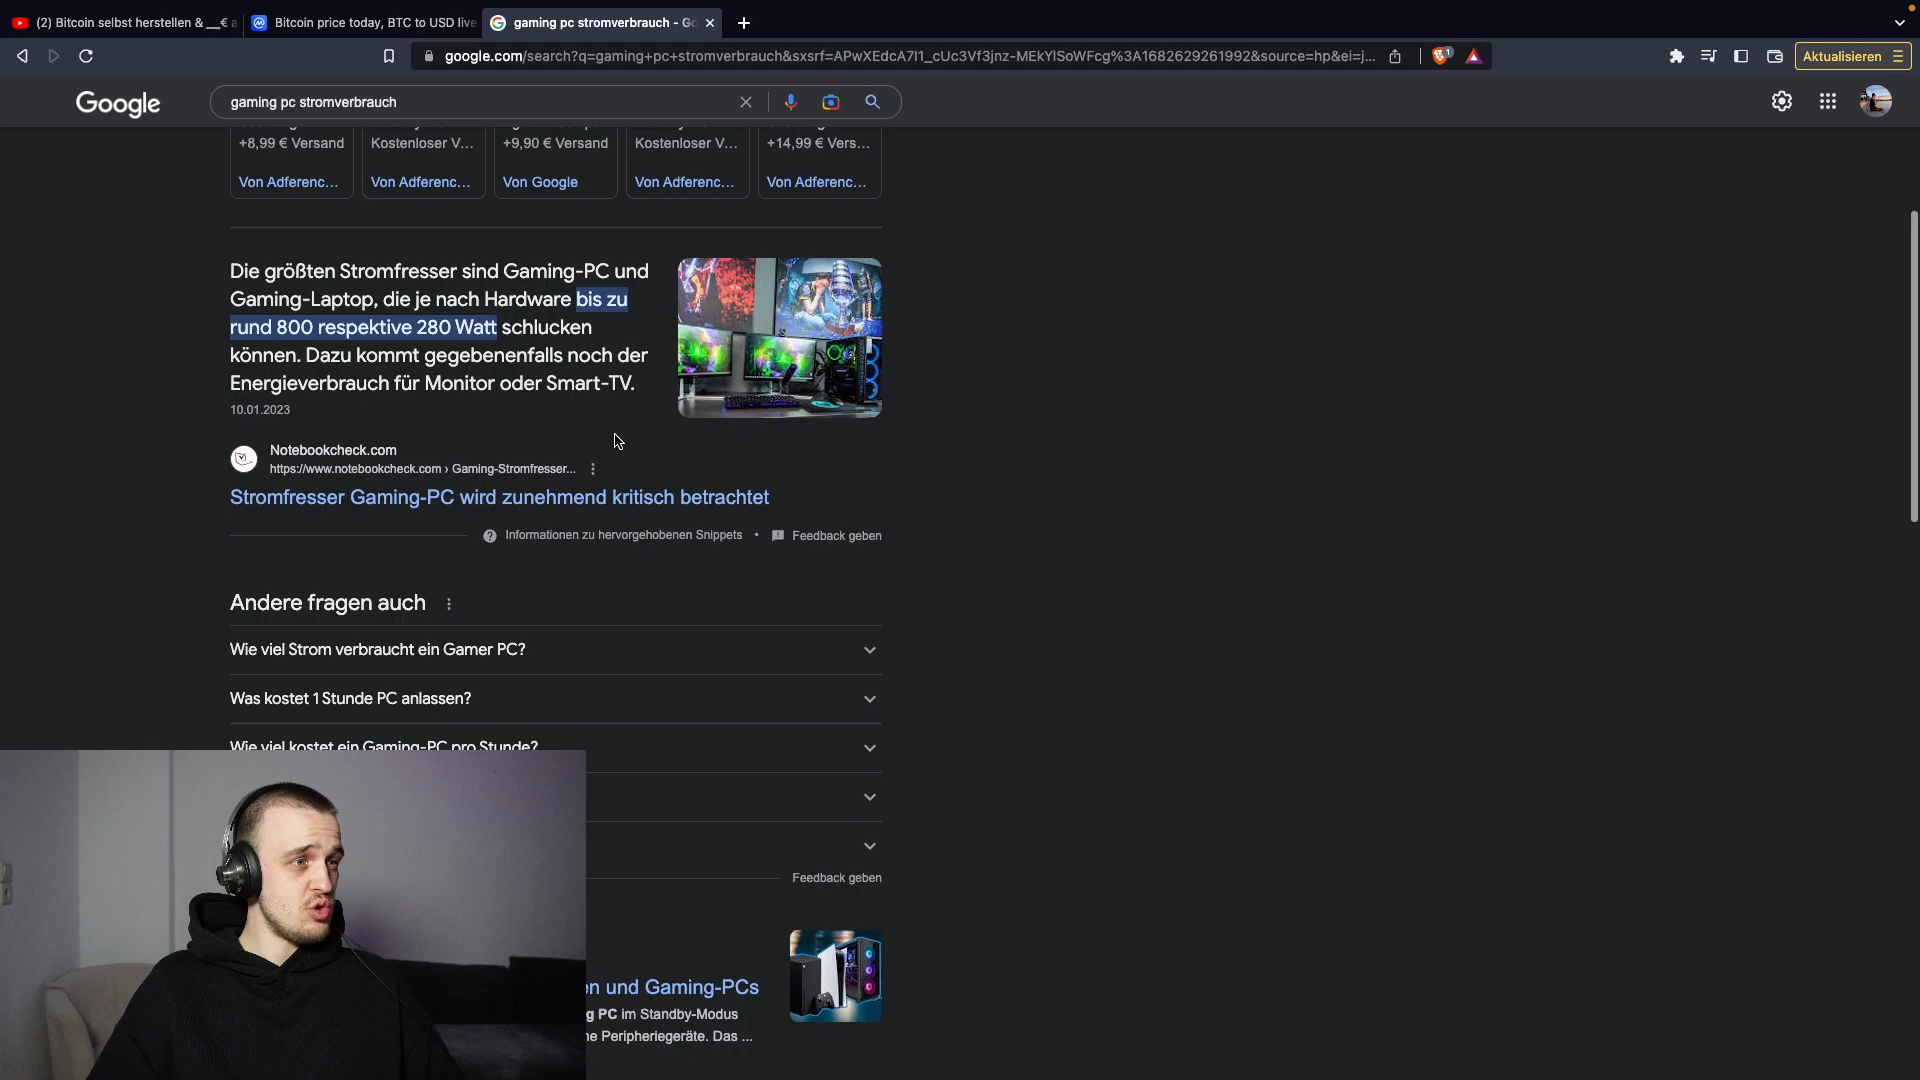 (2) Bitcoin selbst herstellen & __€ a
Bitcoin price today, BTC to USD live
gaming pc stromverbrauch - Go
google.com/search?q=gaming+pc+stromverbrauch&sxsrf=APwXEdcA7l1_cUc3Vf3jnz-MEkYlSoWFcg%3A1682629261992&source=hp&ei=j...
1
Aktualisieren
Google
gaming pc stromverbrauch
+8,99 € Versand
Kostenloser V...
+9,90 € Versand
Kostenloser V...
+14,99 € Vers...
Von Adferenc...
Von Adferenc...
Von Google
Von Adferenc...
Von Adferenc...
Die größten Stromfresser sind Gaming-PC und
Gaming-Laptop, die je nach Hardware bis zu
rund 800 respektive 280 Watt schlucken
können. Dazu kommt gegebenenfalls noch der
Energieverbrauch für Monitor oder Smart-TV.
10.01.2023
Notebookcheck.com
https://www.notebookcheck.com › Gaming-Stromfresser...
Stromfresser Gaming-PC wird zunehmend kritisch betrachtet
Informationen zu hervorgehobenen Snippets • Feedback geben
Andere fragen auch
Wie viel Strom verbraucht ein Gamer PC?
Was kostet 1 Stunde PC anlassen?
Wie viel kostet ein Gaming-PC pro Stunde?
Feedback geben
en und Gaming-PCs
g PC im Standby-Modus
ne Peripheriegeräte. Das ...